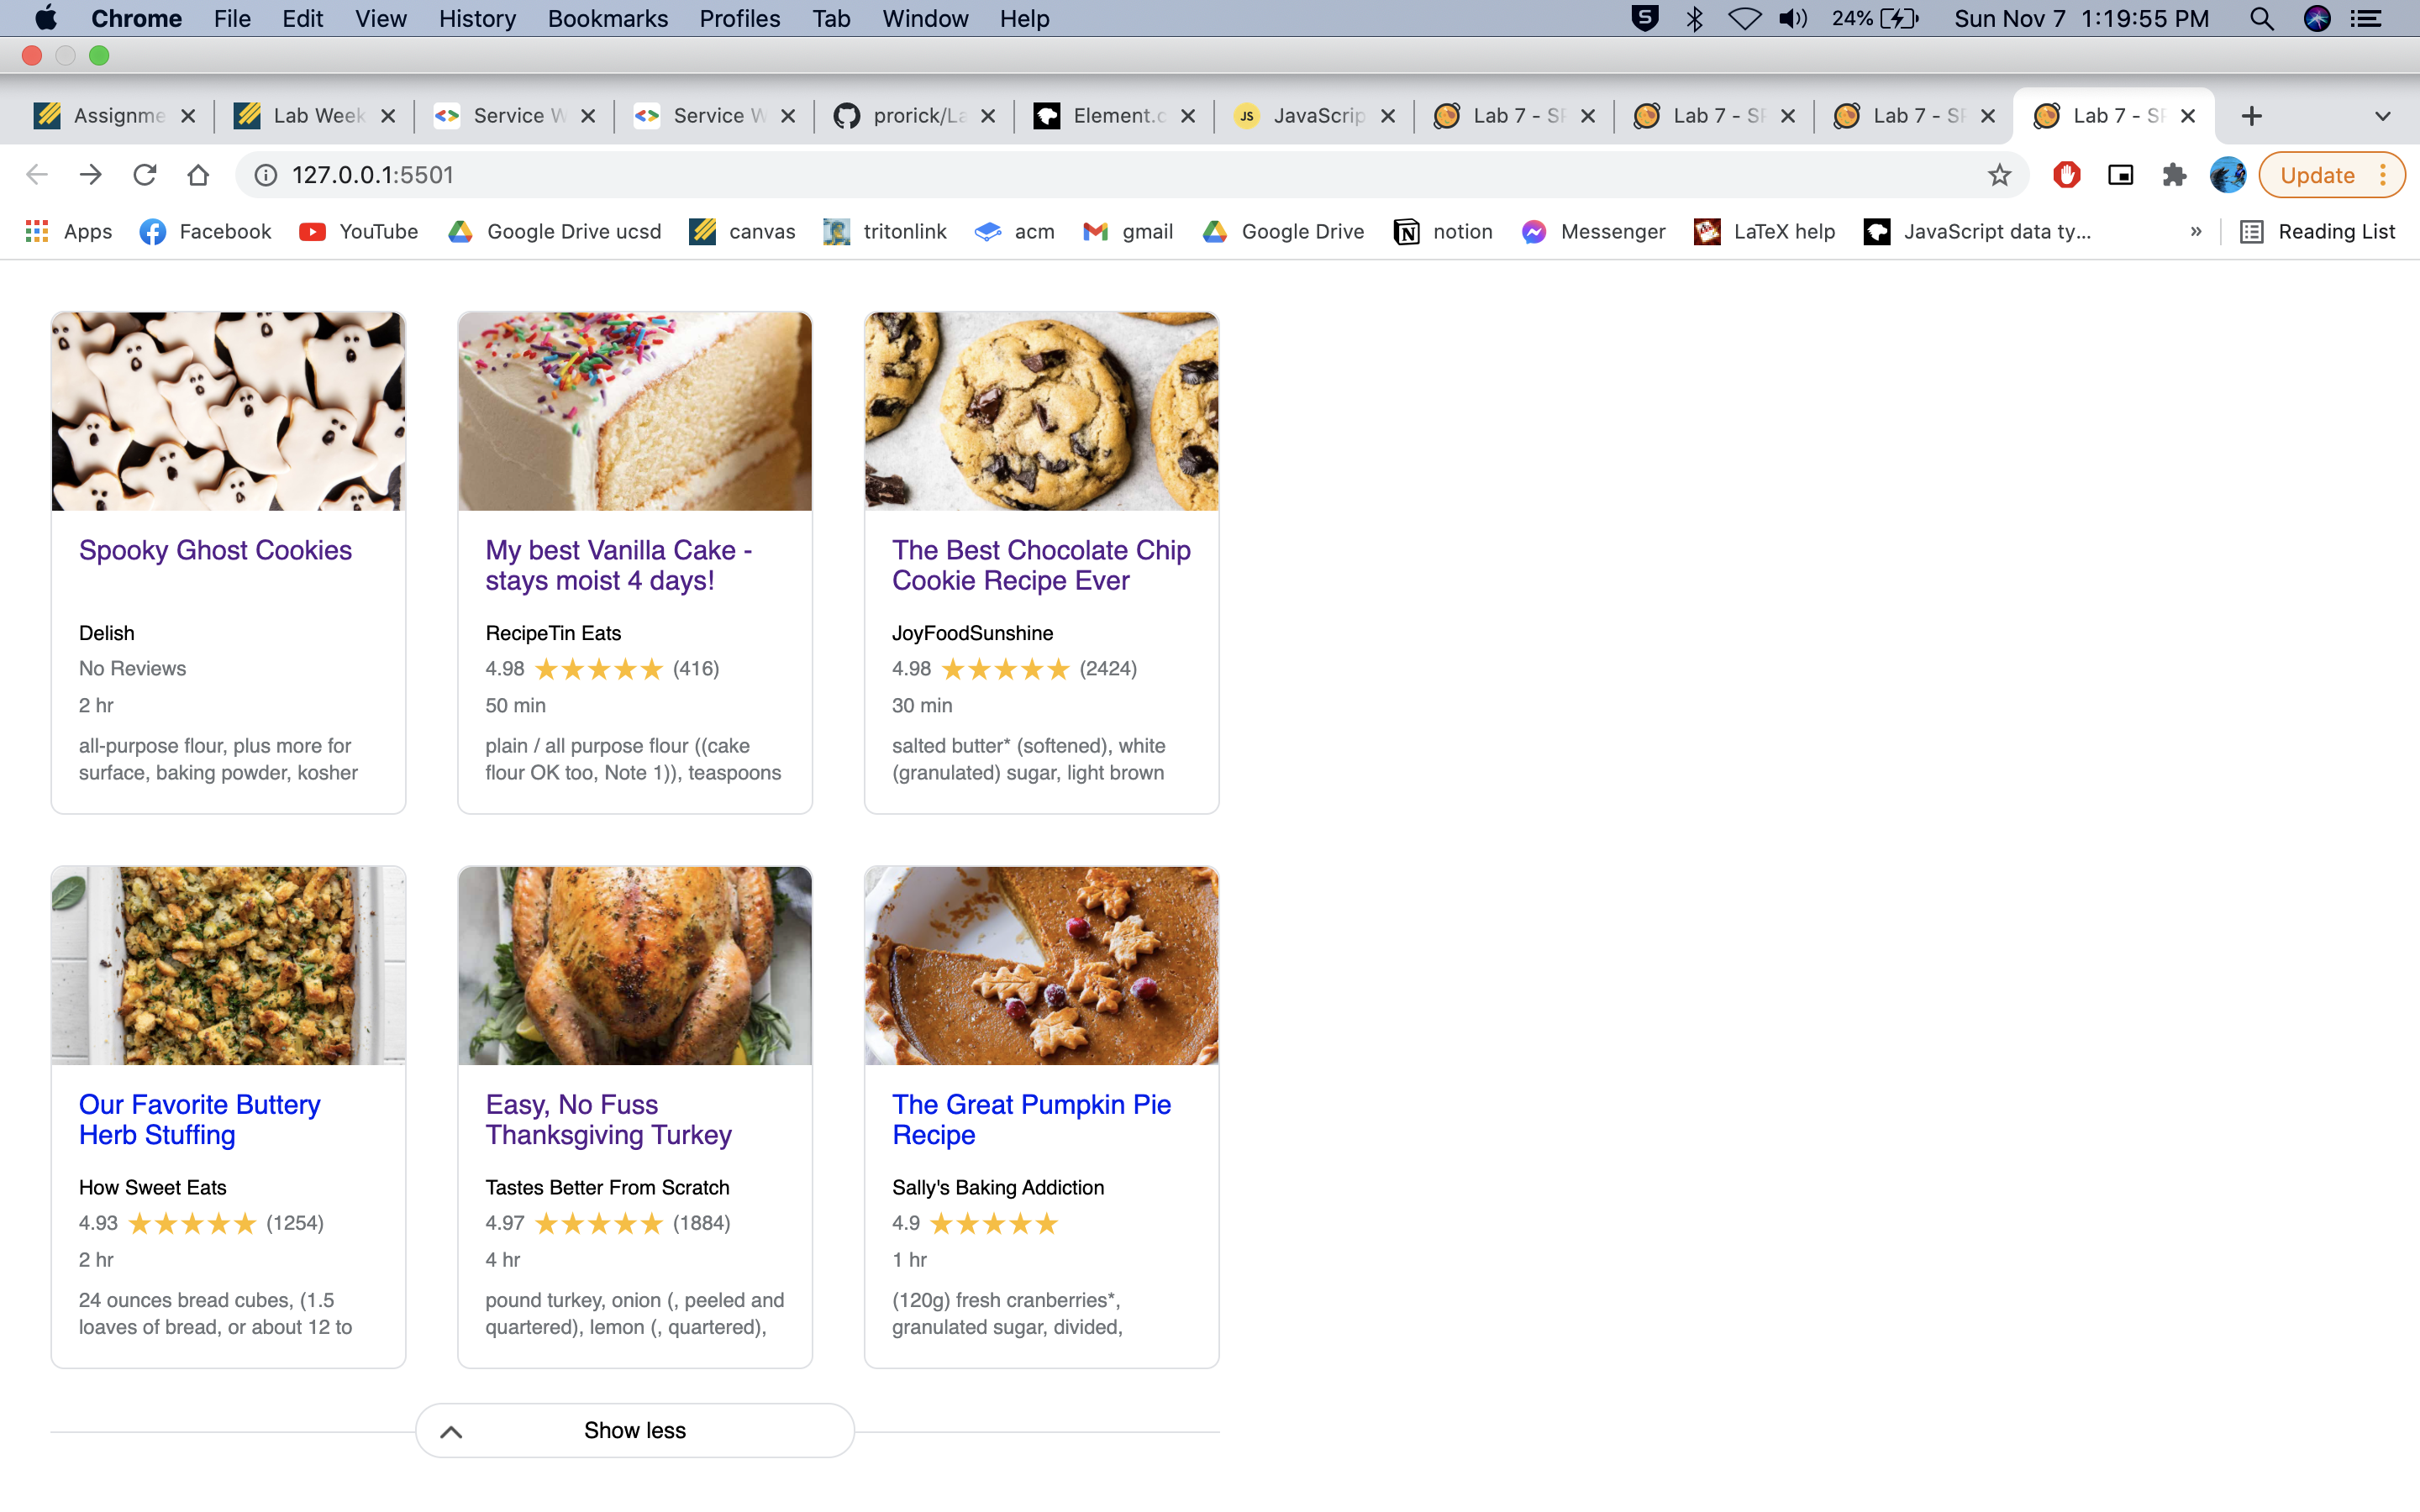 Chrome File Edit View History Bookmarks Profiles Tab Window Help 24% Sun Nov 7 1:19:55 PM
Assignme Lab Week Service W Service W prorick/La Element.c JavaScrip Lab 7 - SP Lab 7 - SP Lab 7 - SP Lab 7 - SP
127.0.0.1:5501 Update
Apps Facebook YouTube Google Drive ucsd canvas tritonlink acm gmail Google Drive notion Messenger LaTeX help JavaScript data ty... » Reading List
Spooky Ghost Cookies
Delish
No Reviews
2 hr
all-purpose flour, plus more for
surface, baking powder, kosher
My best Vanilla Cake -
stays moist 4 days!
RecipeTin Eats
4.98 ★★★★★ (416)
50 min
plain / all purpose flour ((cake
flour OK too, Note 1)), teaspoons
The Best Chocolate Chip
Cookie Recipe Ever
JoyFoodSunshine
4.98 ★★★★★ (2424)
30 min
salted butter* (softened), white
(granulated) sugar, light brown
Our Favorite Buttery
Herb Stuffing
How Sweet Eats
4.93 ★★★★★ (1254)
2 hr
24 ounces bread cubes, (1.5
loaves of bread, or about 12 to
Easy, No Fuss
Thanksgiving Turkey
Tastes Better From Scratch
4.97 ★★★★★ (1884)
4 hr
pound turkey, onion (, peeled and
quartered), lemon (, quartered),
The Great Pumpkin Pie
Recipe
Sally's Baking Addiction
4.9 ★★★★★
1 hr
(120g) fresh cranberries*,
granulated sugar, divided,
Show less